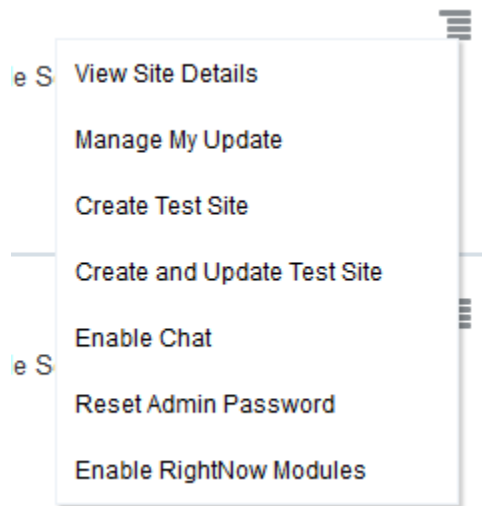 e S
View Site Details
Manage My Update
Create Test Site
Create and Update Test Site
Enable Chat
e S
Reset Admin Password
Enable RightNow Modules